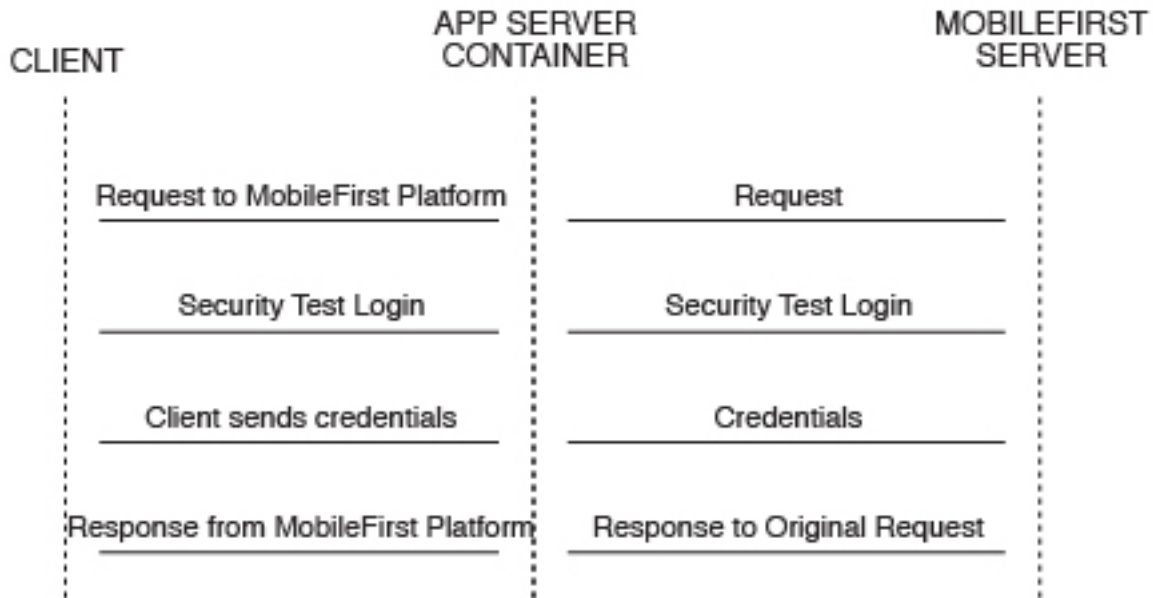 CLIENT
APP SERVER
CONTAINER
MOBILEFIRST
SERVER
Request to MobileFirst Platform
Request
Security Test Login
Security Test Login
Client sends credentials
Credentials
Response from MobileFirst Platform
Response to Original Request